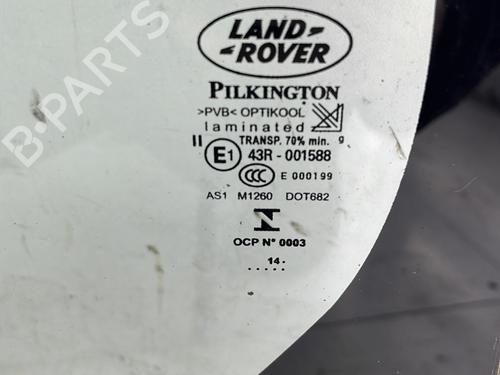 LAND
ROVER
PILKINGTON
>PVB< OPTIKOOL
laminated
TRANSP. 70% min. g
II E1 43R - 001588
CCC E 000199
AS1 M1260 DOT682
N
OCP N° 0003
14·
.....
B-PARTS